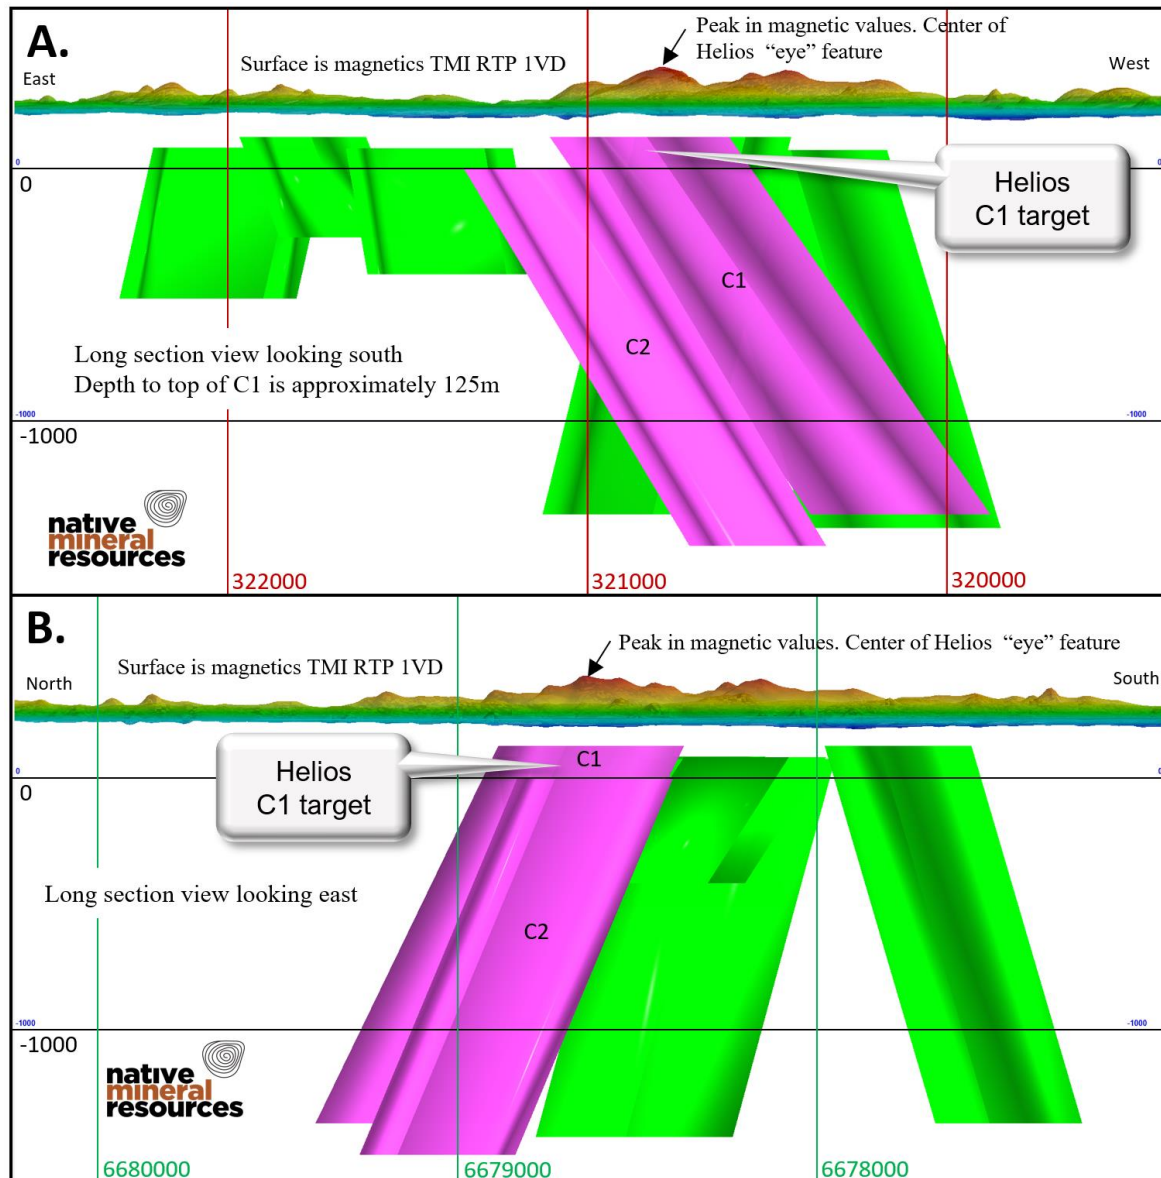 A.
Peak in magnetic values. Center of
Helios “eye” feature
Surface is magnetics TMI RTP 1VD
East
West
0
0
0
Helios
C1 target
C1
C2
Long section view looking south
Depth to top of C1 is approximately 125m
-1000
-1000
-1000
native
mineral
resources
322000
321000
320000
B.
Peak in magnetic values. Center of Helios “eye” feature
Surface is magnetics TMI RTP 1VD
North
South
C1
Helios
C1 target
0
0
0
Long section view looking east
C2
-1000
-1000
-1000
native
mineral
resources
6680000
6679000
6678000